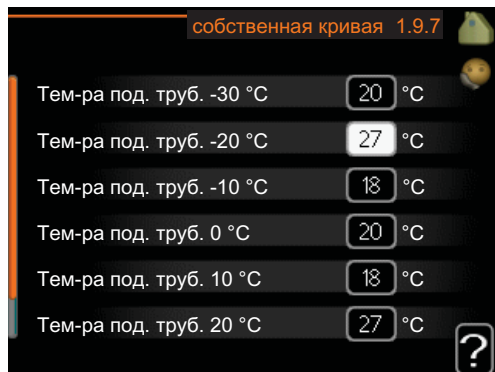 собственная кривая 1.9.7
Тем-ра под. труб. -30 °C 20 °C
Тем-ра под. труб. -20 °C 27 °C
Тем-ра под. труб. -10 °C 18 °C
Тем-ра под. труб. 0 °C 20 °C
Тем-ра под. труб. 10 °C 18 °C
Тем-ра под. труб. 20 °C 27 °C
?